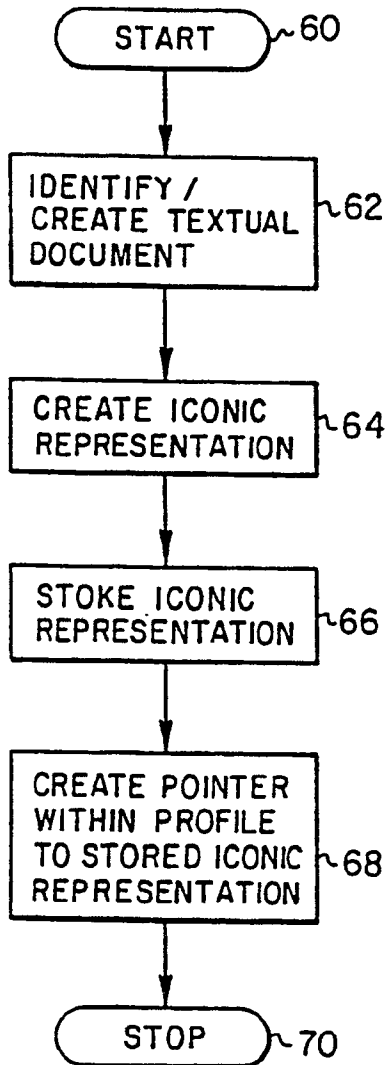 START
60
IDENTIFY /
CREATE TEXTUAL
DOCUMENT
62
CREATE ICONIC
REPRESENTATION
64
STOKE ICONIC
REPRESENTATION
66
CREATE POINTER
WITHIN PROFILE
TO STORED ICONIC
REPRESENTATION
68
STOP
70